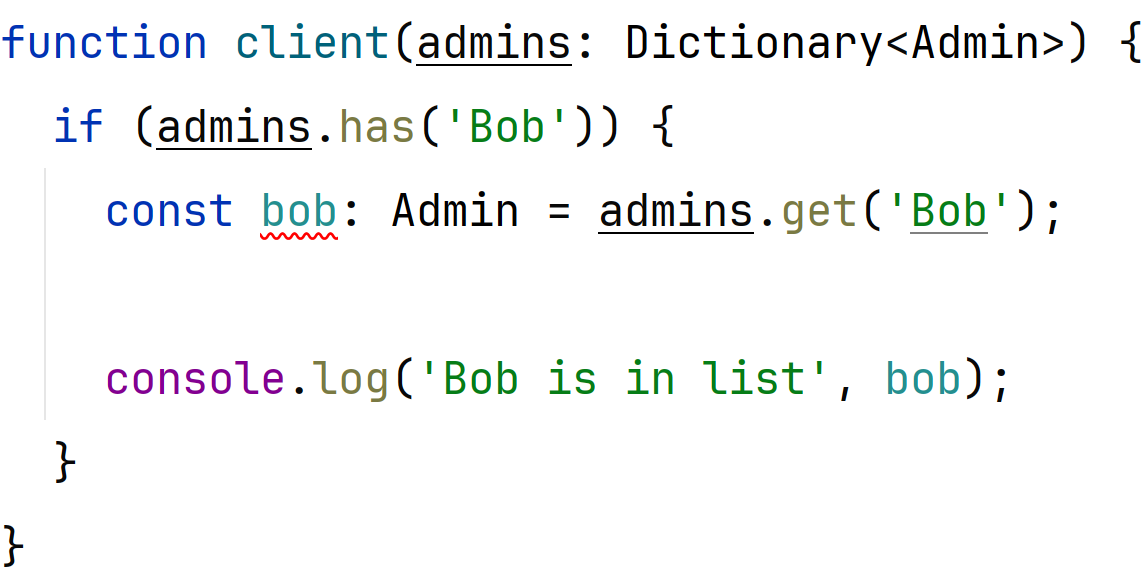 function client(admins: Dictionary<Admin>) {
if (admins.has('Bob')) {
const bob: Admin = admins.get('Bob');
console.log('Bob is in list', bob);
}
}